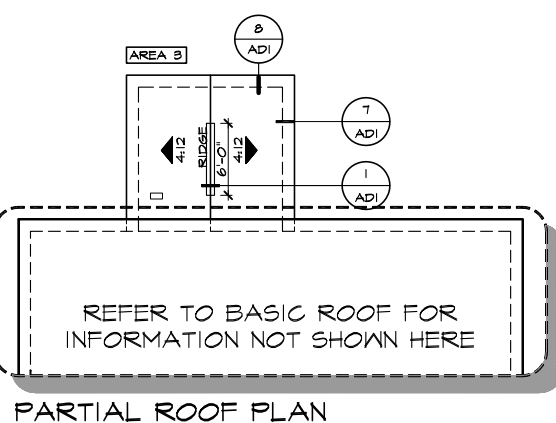 8
AD1
AREA 3
7
AD1
4:12
RIDGE
6'-0"
4:12
1
AD1
REFER TO BASIC ROOF FOR
INFORMATION NOT SHOWN HERE
PARTIAL ROOF PLAN